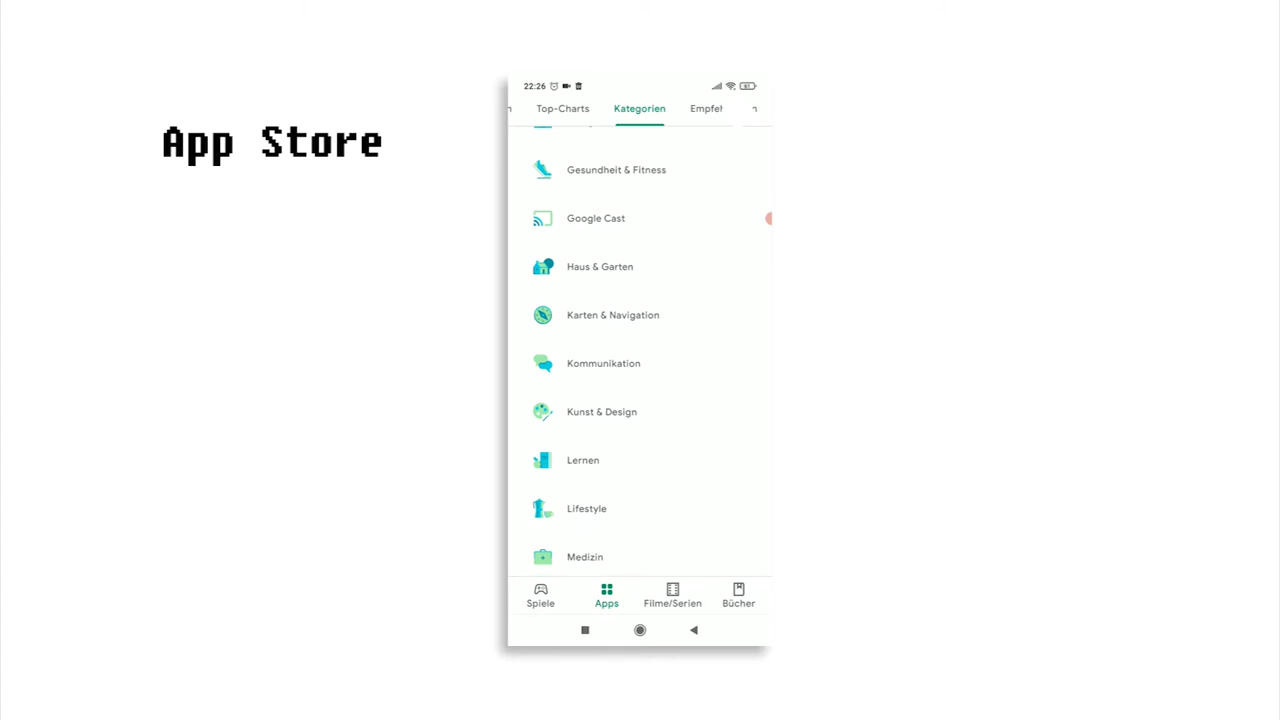 App Store
22:26
Top-Charts Kategorien
Gesundheit & Fitness
Google Cast
Haus & Garten
Karten & Navigation
Kommunikation
Kunst & Design
Lernen
Lifestyle
Medizin
Spiele Apps Filme/Serien Bücher